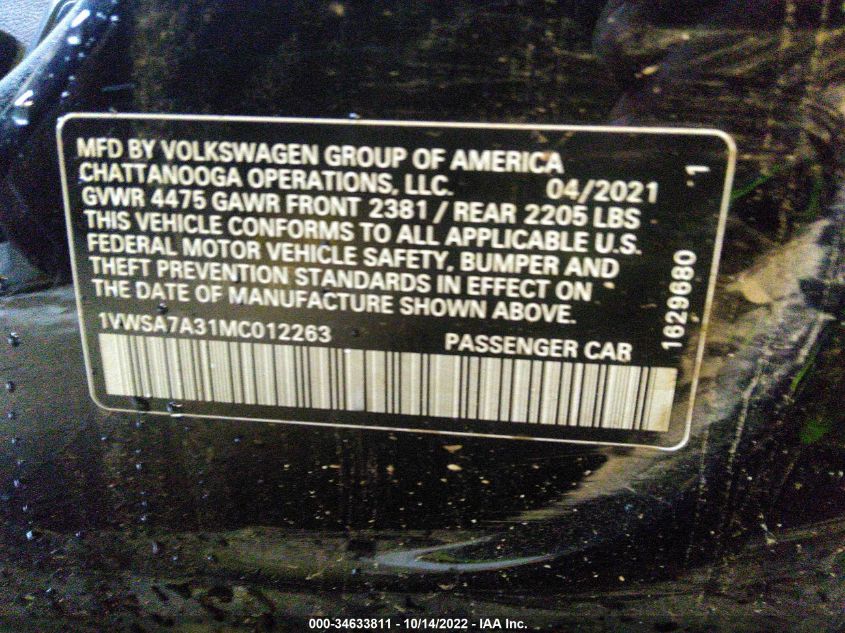 MFD BY VOLKSWAGEN GROUP OF AMERICA
CHATTANOOGA OPERATIONS, LLC. 04/2021
GVWR 4475 GAWR FRONT 2381 / REAR 2205 LBS
THIS VEHICLE CONFORMS TO ALL APPLICABLE U.S.
FEDERAL MOTOR VEHICLE SAFETY, BUMPER AND
THEFT PREVENTION STANDARDS IN EFFECT ON
THE DATE OF MANUFACTURE SHOWN ABOVE.
1VWSA7A31MC012263 PASSENGER CAR
1629680 1
000-34633811 - 10/14/2022 - IAA Inc.